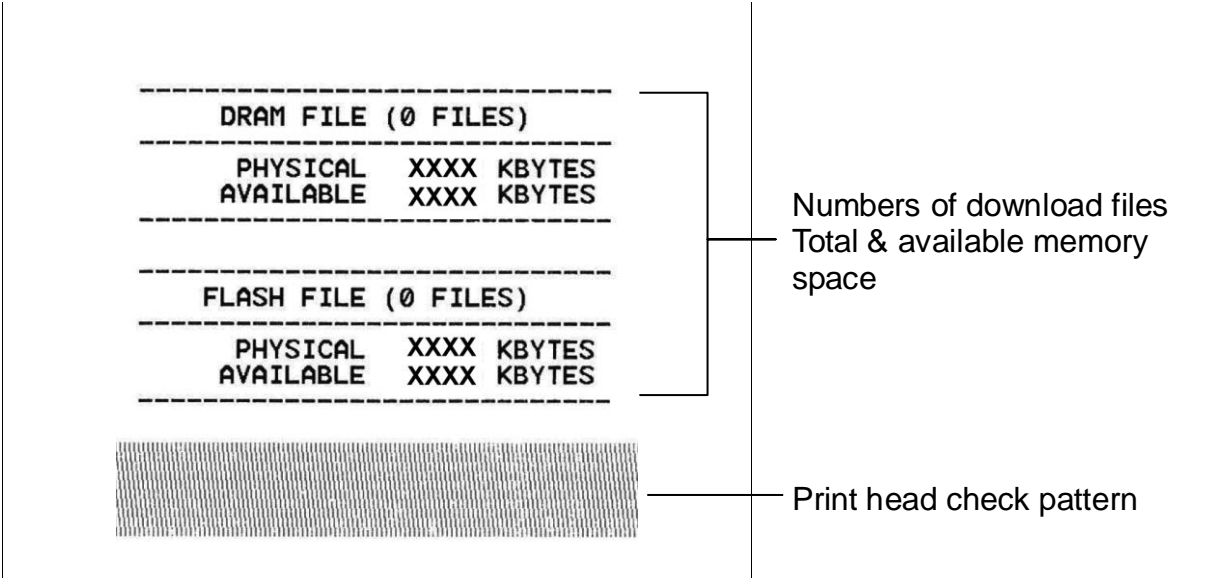 DRAM FILE (0 FILES)
PHYSICAL XXXX KBYTES
AVAILABLE XXXX KBYTES
FLASH FILE (0 FILES)
PHYSICAL XXXX KBYTES
AVAILABLE XXXX KBYTES
Numbers of download files
Total & available memory
space
Print head check pattern